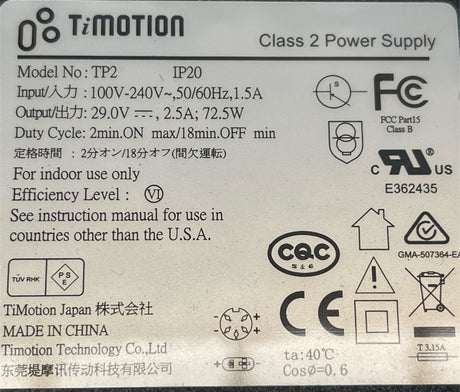 TiMOTION
Class 2 Power Supply
Model No : TP2 IP20
Input/入力 : 100V-240V~,50/60Hz,1.5A
Output/出力: 29.0V ⎓, 2.5A; 72.5W
Duty Cycle: 2min.ON max/18min.OFF min
定格時間 : 2分オン/18分オフ(間欠運転)
For indoor use only
Efficiency Level : VI
See instruction manual for use in
countries other than the U.S.A.
FC
FCC Part15
Class B
c RU us
E362435
GMA-507364-EA
CQC
S&E
TÜV RHK
PS
E
TiMotion Japan 株式会社
MADE IN CHINA
Timotion Technology Co.,Ltd
东莞堤摩讯传动科技有限公司
CE
T 3.15A
ta:40℃
Cosϕ=0.6